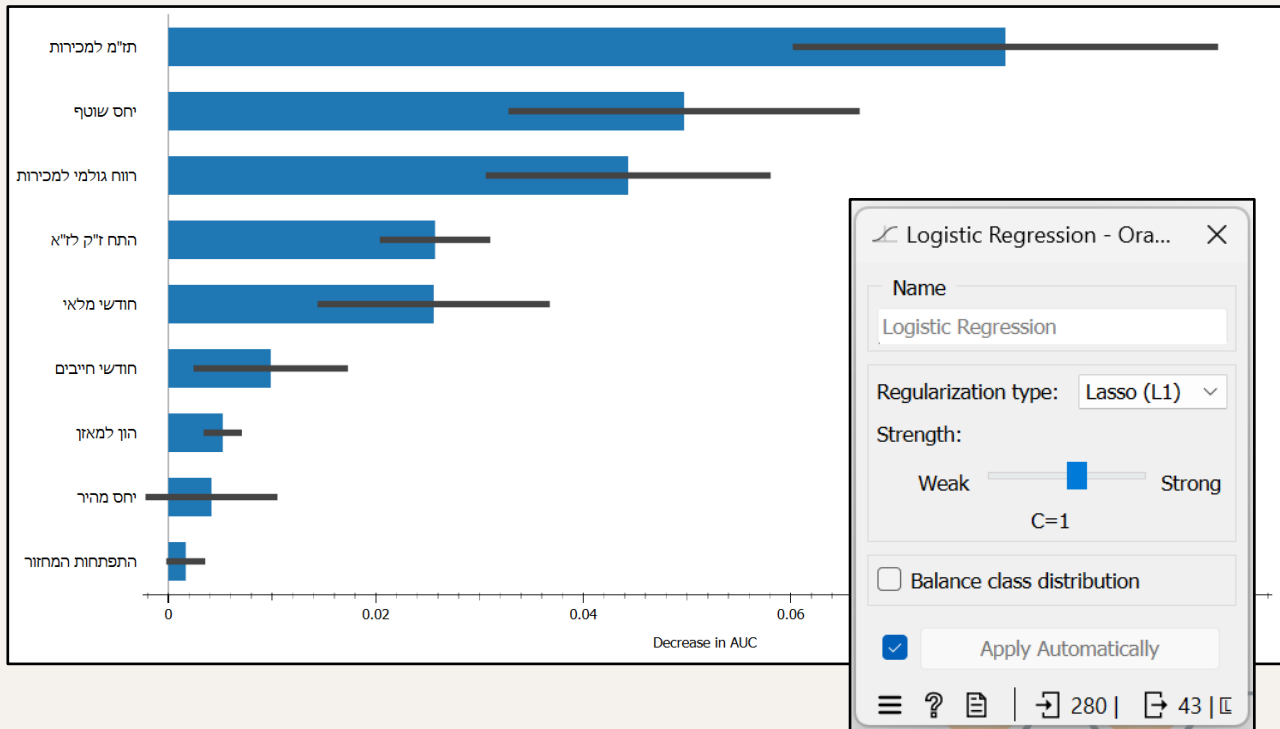 תז"מ למכירות
יחס שוטף
רווח גולמי למכירות
התח ז"ק לז"א
חודשי מלאי
חודשי חייבים
הון למאזן
יחס מהיר
התפתחות המחזור
0
0.02
0.04
0.06
Decrease in AUC
Logistic Regression - Ora...
Name
Logistic Regression
Regularization type: Lasso (L1)
Strength:
Weak Strong
C=1
Balance class distribution
Apply Automatically
280 | 43 |